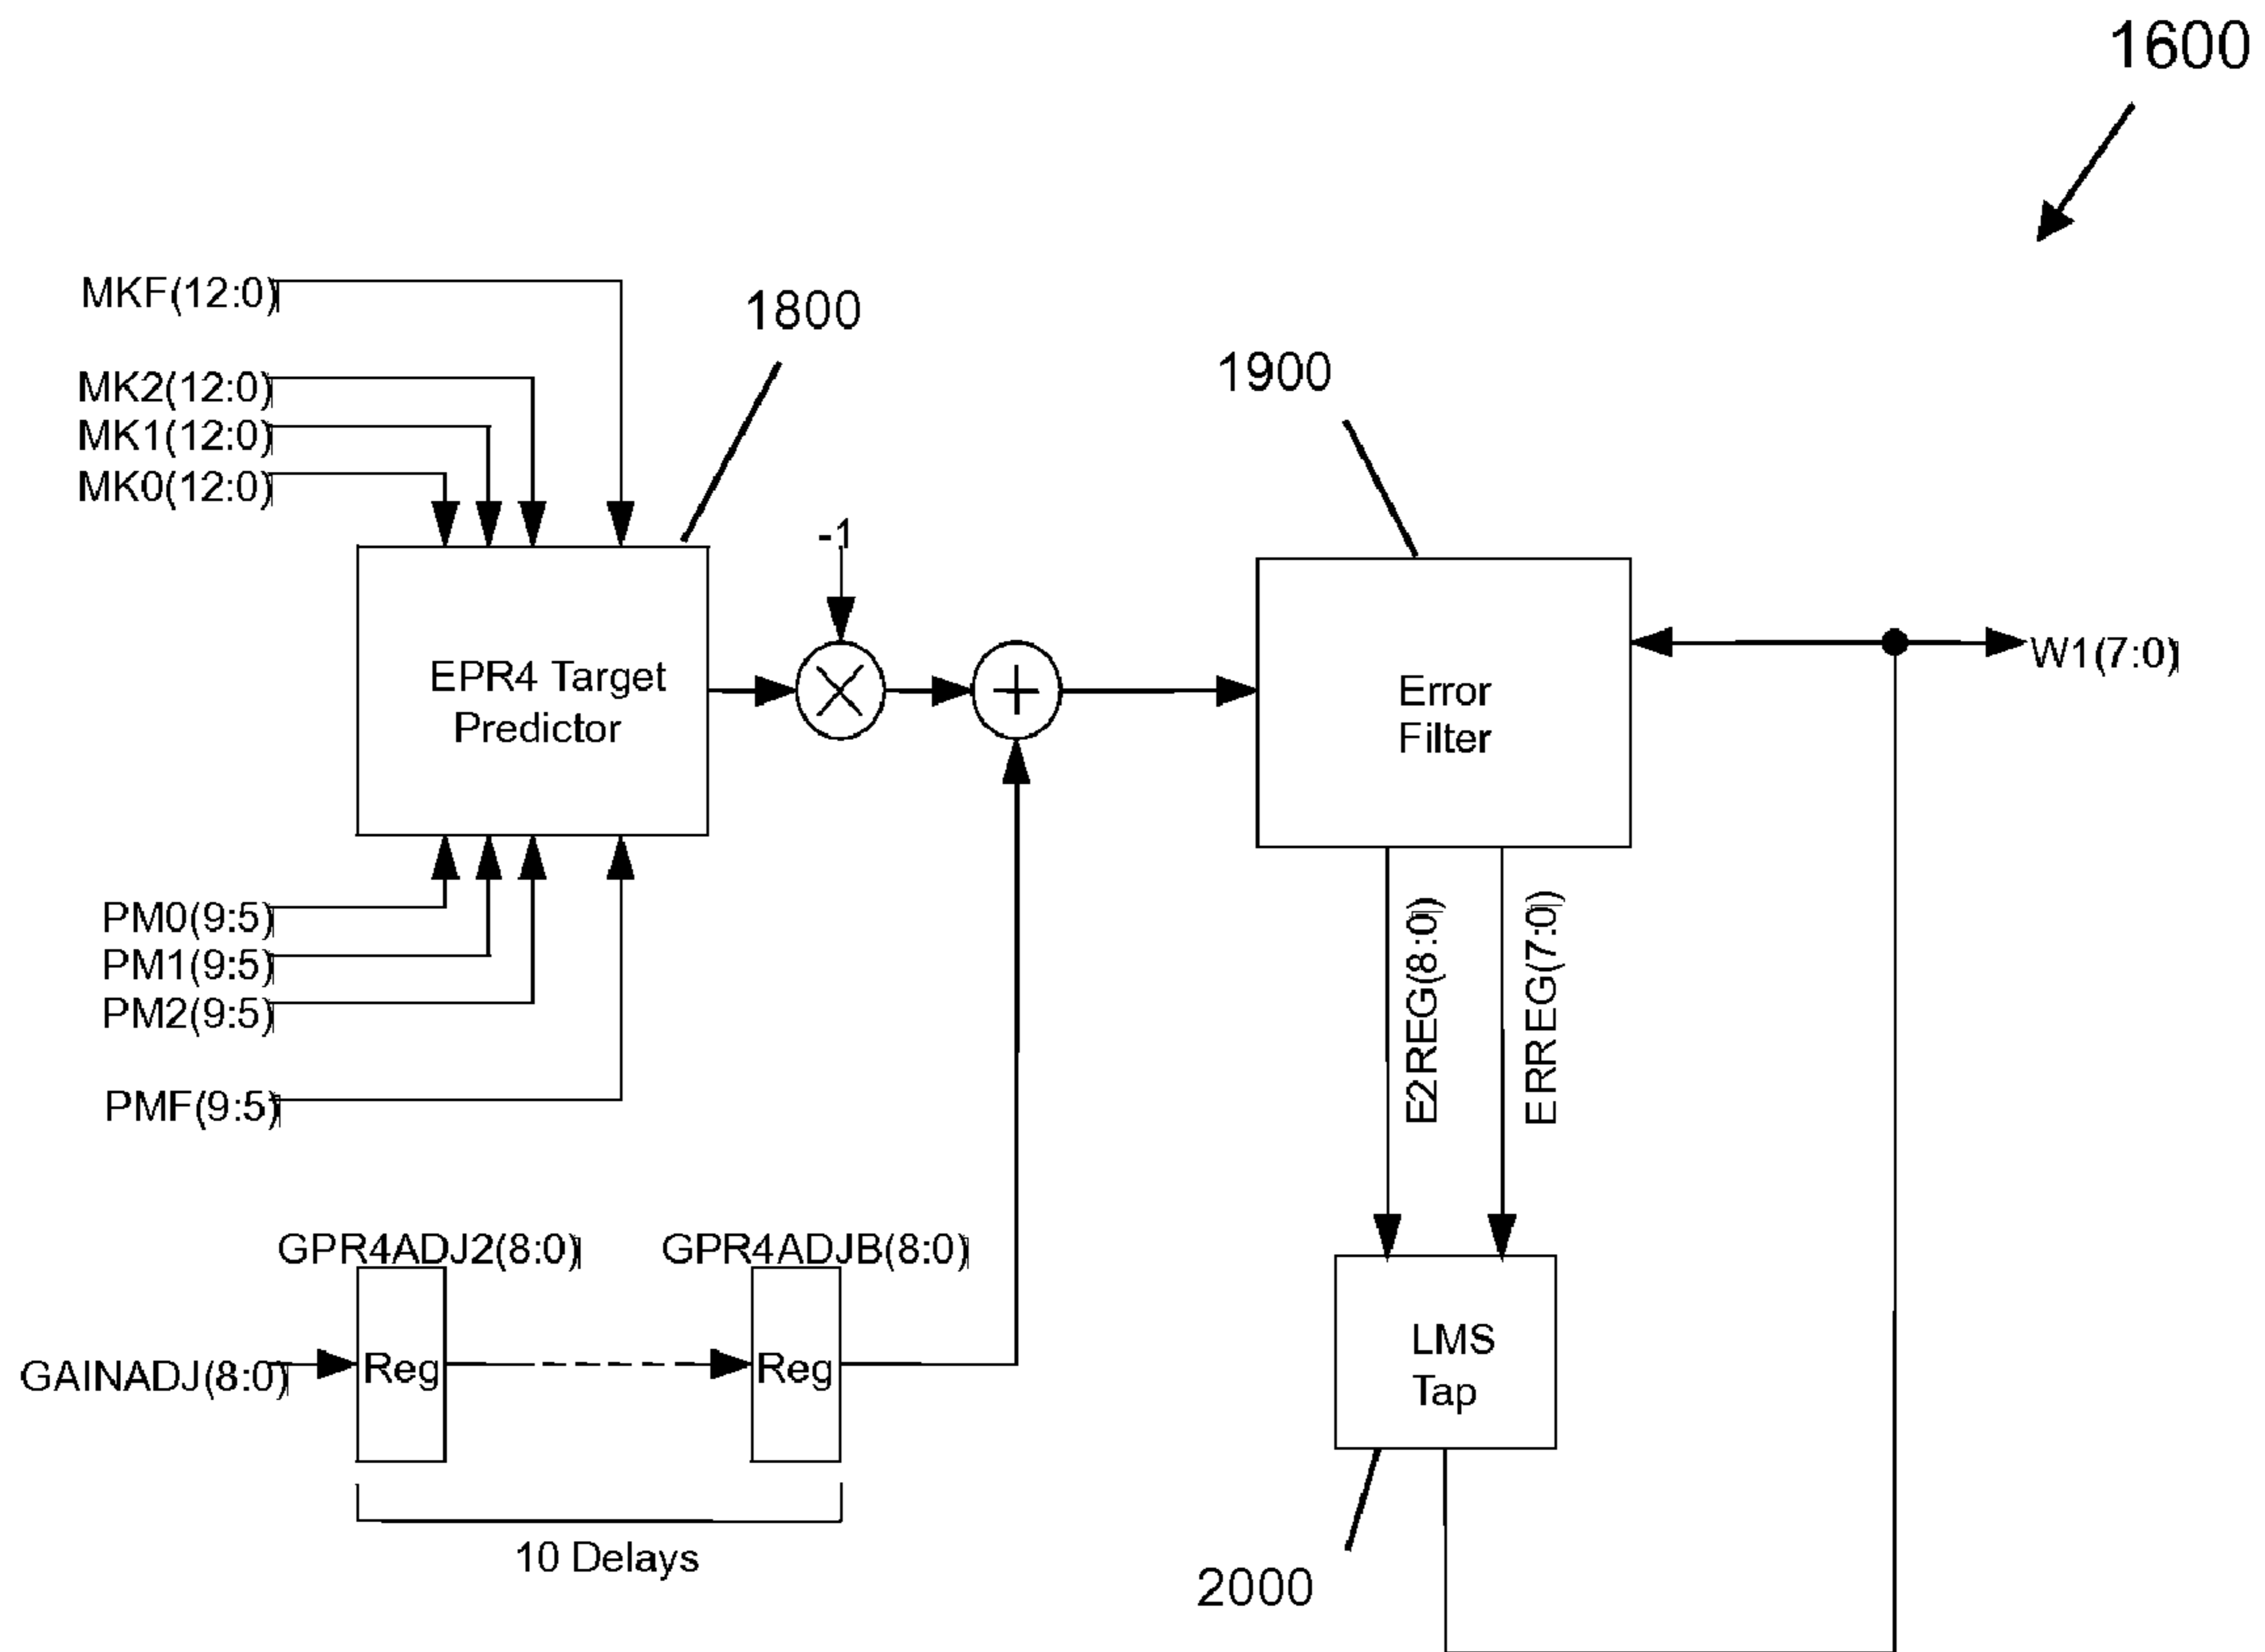 1600
MKF(12:0)
1800
MK2(12:0)
1900
MK1(12:0)
MK0(12:0)
-1
W1(7:0)
EPR4 Target
Predictor
Error
Filter
PM0(9:5)
PM1(9:5)
PM2(9:5)
PMF(9:5)
E2REG(8:0)
ERREG(7:0)
GPR4ADJ2(8:0)
GPR4ADJB(8:0)
GAINADJ(8:0)
Reg
Reg
LMS
Tap
10 Delays
2000